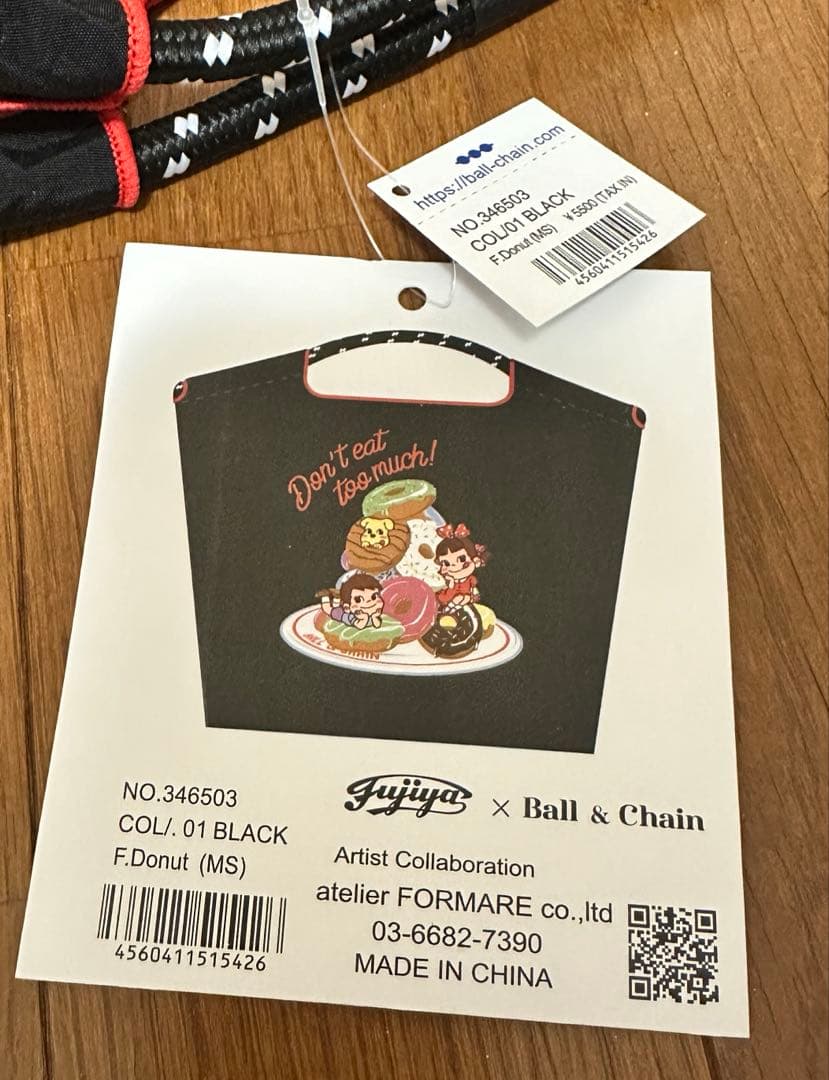 https://ball-chain.com
NO.346503
COL/01 BLACK
F.Donut (MS) ¥5500 (TAX IN)
4560411515426
Don't eat
too much!
NO.346503
COL/. 01 BLACK
F.Donut (MS)
4560411515426
Fujiya × Ball & Chain
Artist Collaboration
atelier FORMARE co.,ltd
03-6682-7390
MADE IN CHINA